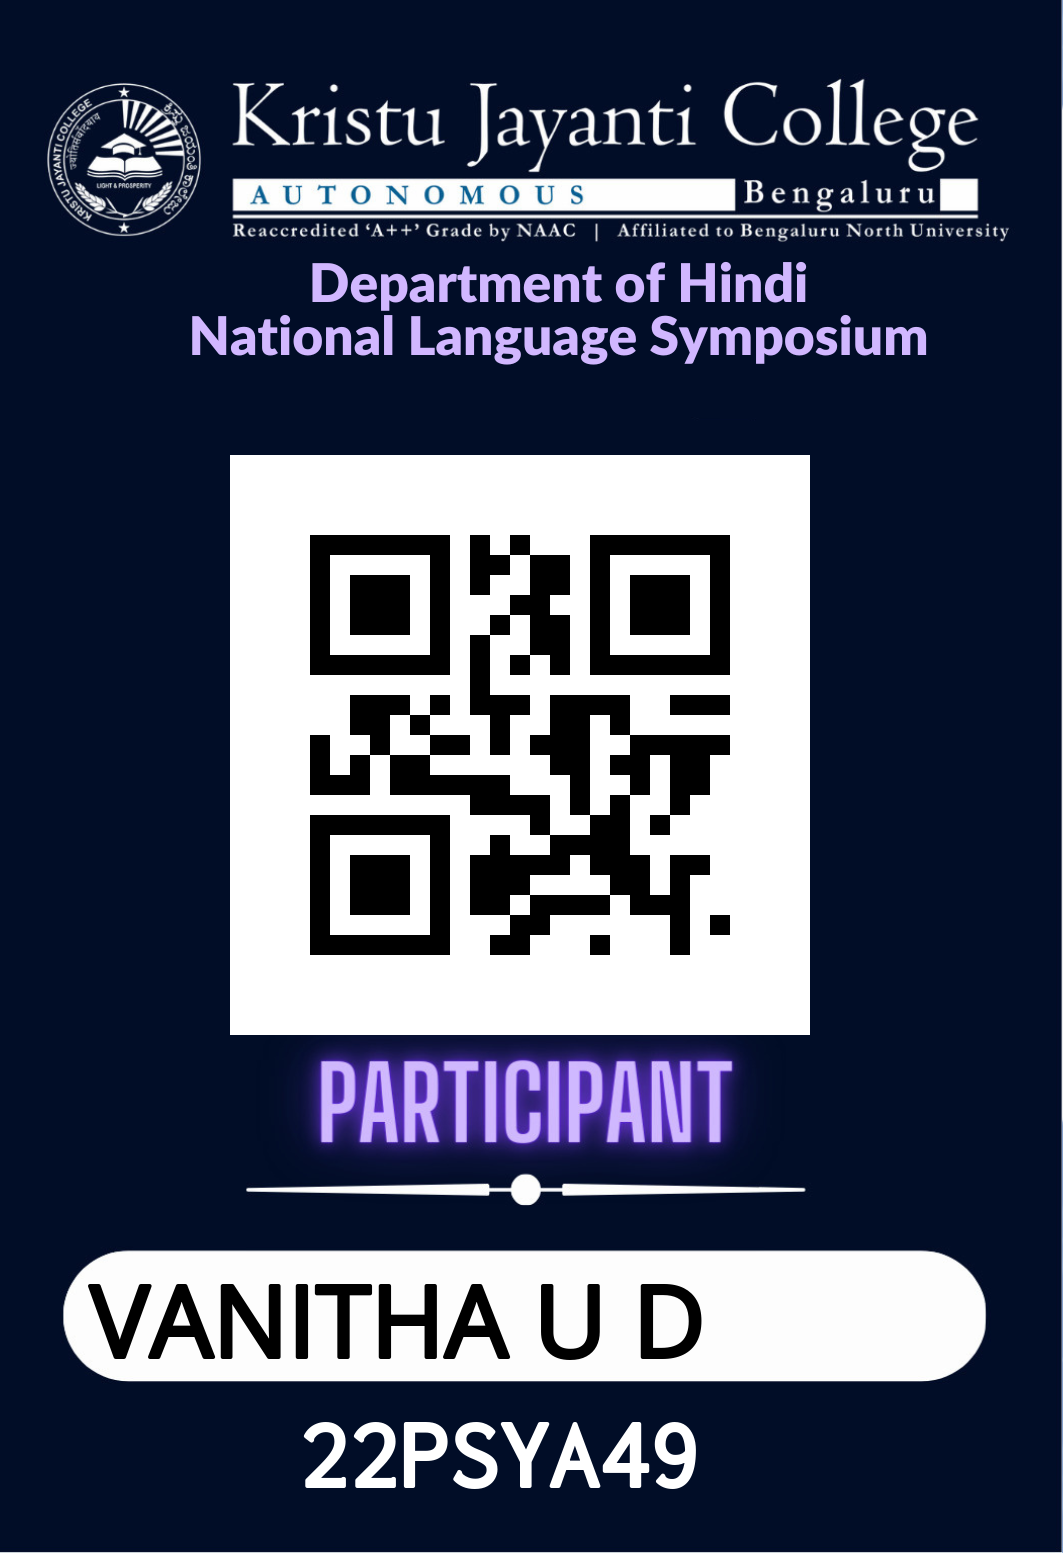 KRISTU JAYANTI COLLEGE
LIGHT & PROSPERITY
Kristu Jayanti College
AUTONOMOUS Bengaluru
Reaccredited ‘A++’ Grade by NAAC | Affiliated to Bengaluru North University
Department of Hindi
National Language Symposium
PARTICIPANT
VANITHA U D
22PSYA49